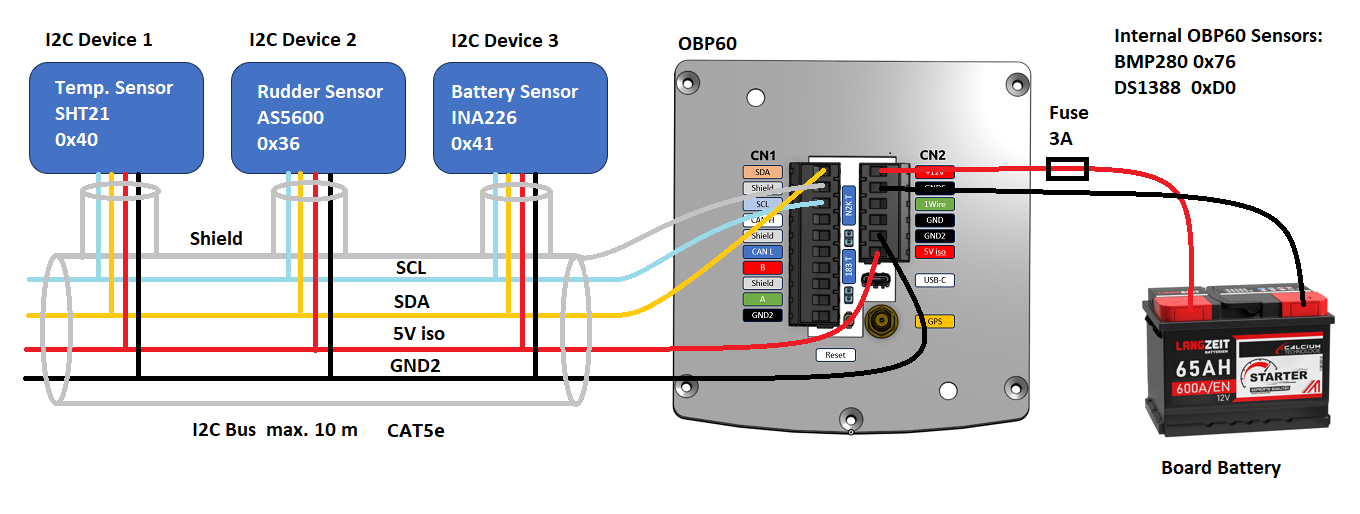 I2C Device 1
I2C Device 2
I2C Device 3
OBP60
Internal OBP60 Sensors:
BMP280 0x76
DS1388 0xD0
Temp. Sensor
SHT21
0x40
Rudder Sensor
AS5600
0x36
Battery Sensor
INA226
0x41
Fuse
3A
CN1
SDA
Shield
SCL
CAN H
Shield
CAN L
B
Shield
A
GND2
N2K T
183 T
CN2
+12V
1Wire
GND
GND2
5V iso
USB-C
GPS
Reset
Shield
SCL
SDA
5V iso
GND2
I2C Bus max. 10 m
CAT5e
LANGZEIT
BATTERIEN
65AH
600A/EN
12V
CALCIUM
TECHNOLOGIE
STARTER
Board Battery